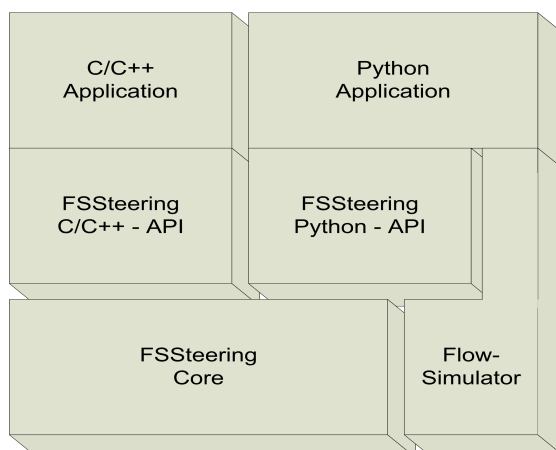 C/C++
Application
Python
Application
FSSteering
C/C++ - API
FSSteering
Python - API
FSSteering
Core
Flow-
Simulator